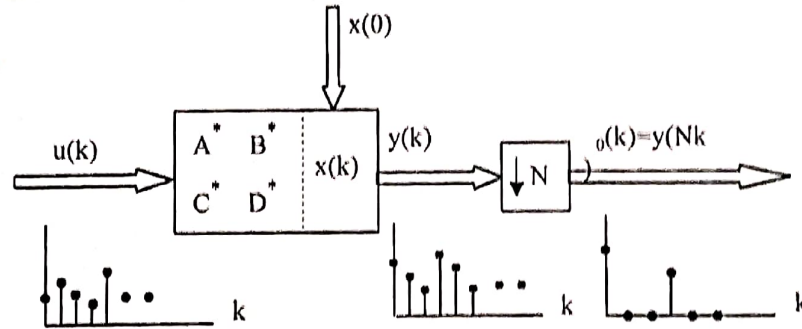 x(0)
u(k)
A* B*
C* D*
x(k)
y(k)
↓ N
₀(k)=y(Nk
)
k
k
k